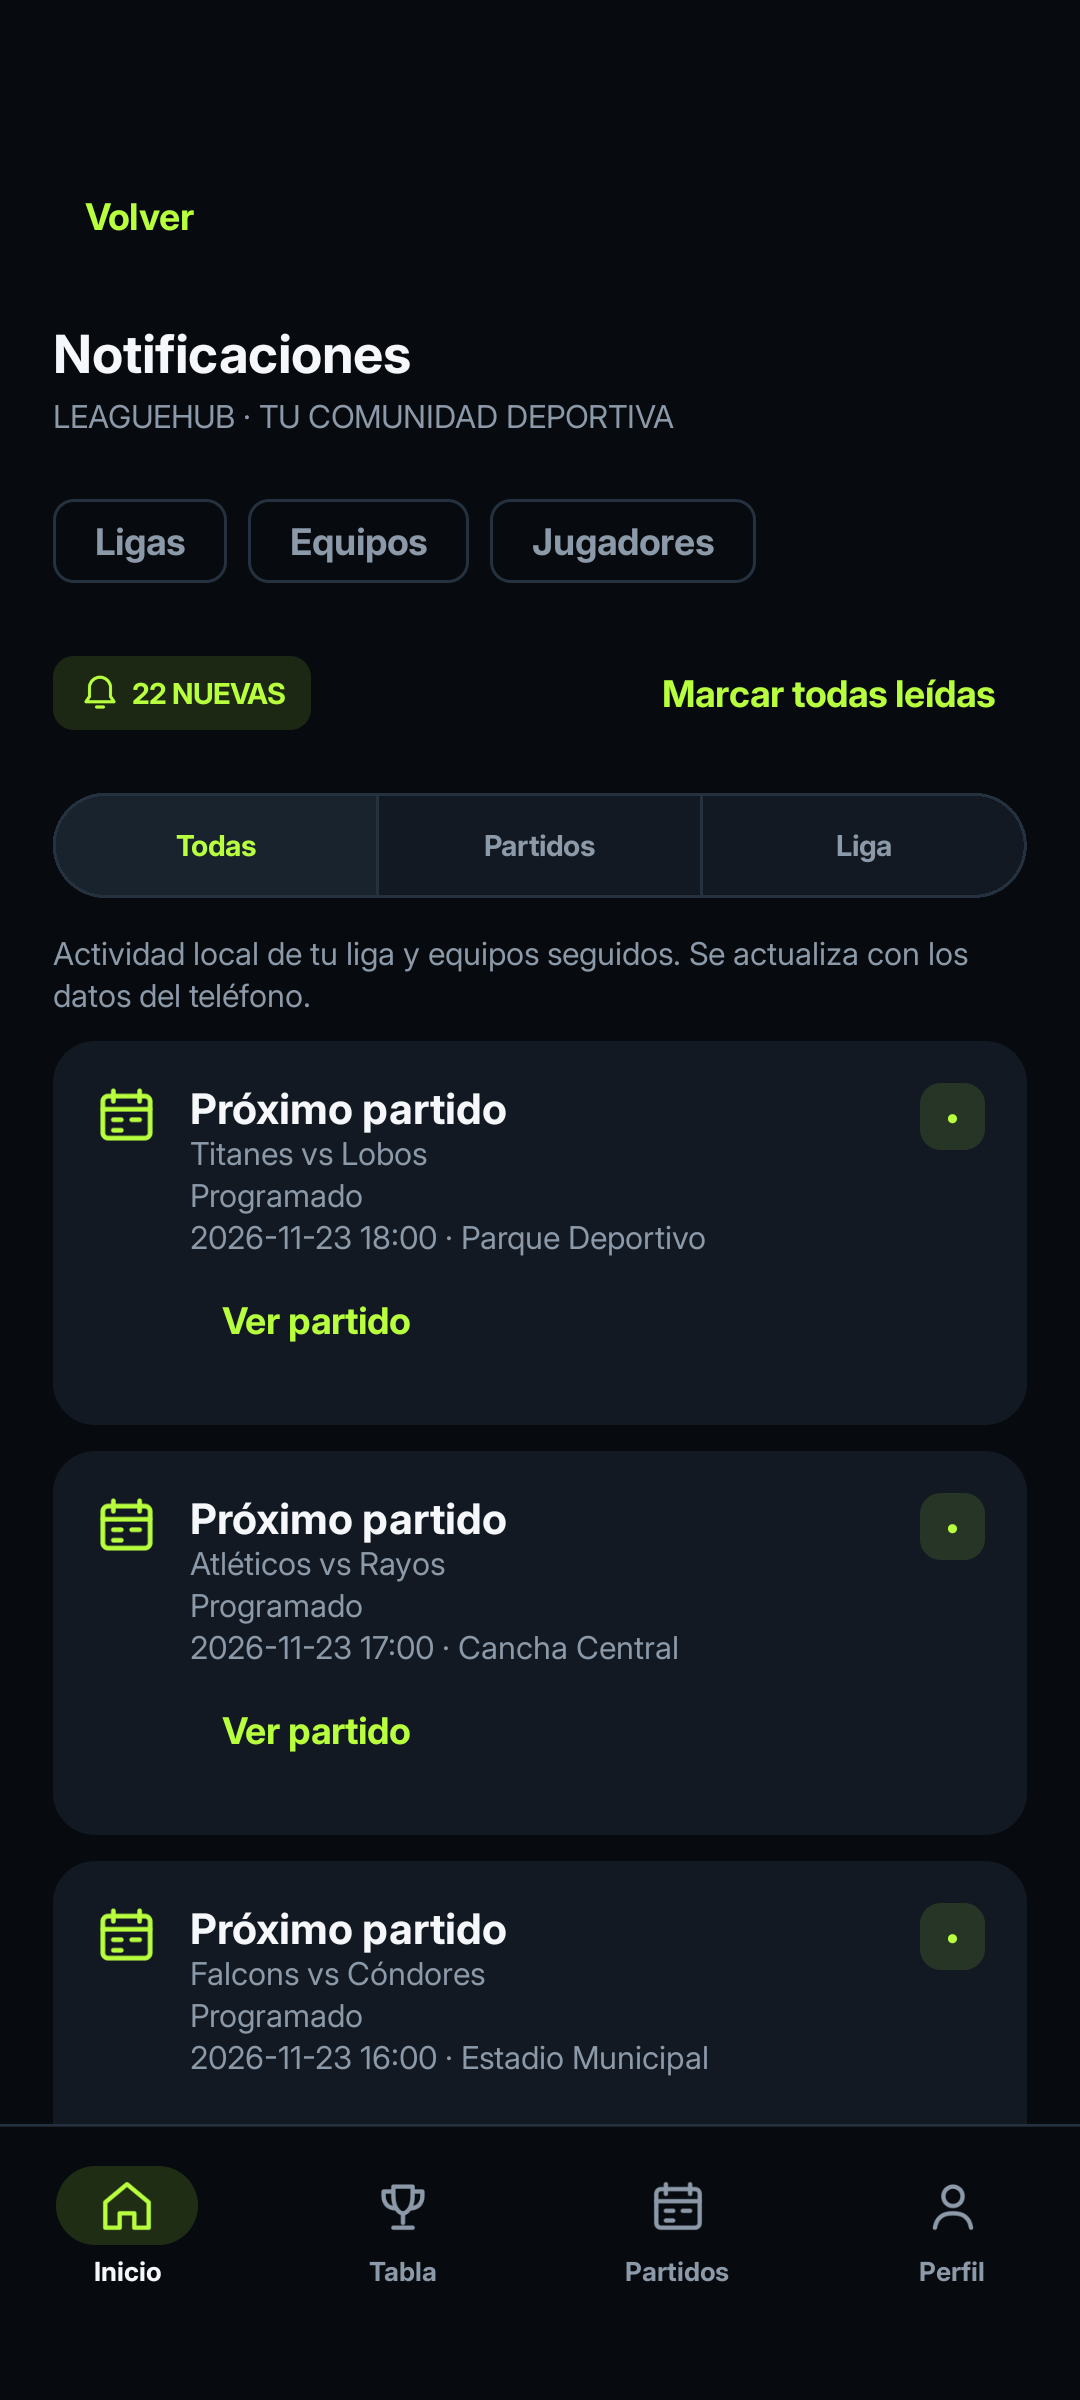 Volver
Notificaciones
LEAGUEHUB · TU COMUNIDAD DEPORTIVA
Ligas
Equipos
Jugadores
22 NUEVAS
Marcar todas leídas
Todas
Partidos
Liga
Actividad local de tu liga y equipos seguidos. Se actualiza con los
datos del teléfono.
Próximo partido
Titanes vs Lobos
Programado
2026-11-23 18:00 · Parque Deportivo
Ver partido
Próximo partido
Atléticos vs Rayos
Programado
2026-11-23 17:00 · Cancha Central
Ver partido
Próximo partido
Falcons vs Cóndores
Programado
2026-11-23 16:00 · Estadio Municipal
Inicio
Tabla
Partidos
Perfil